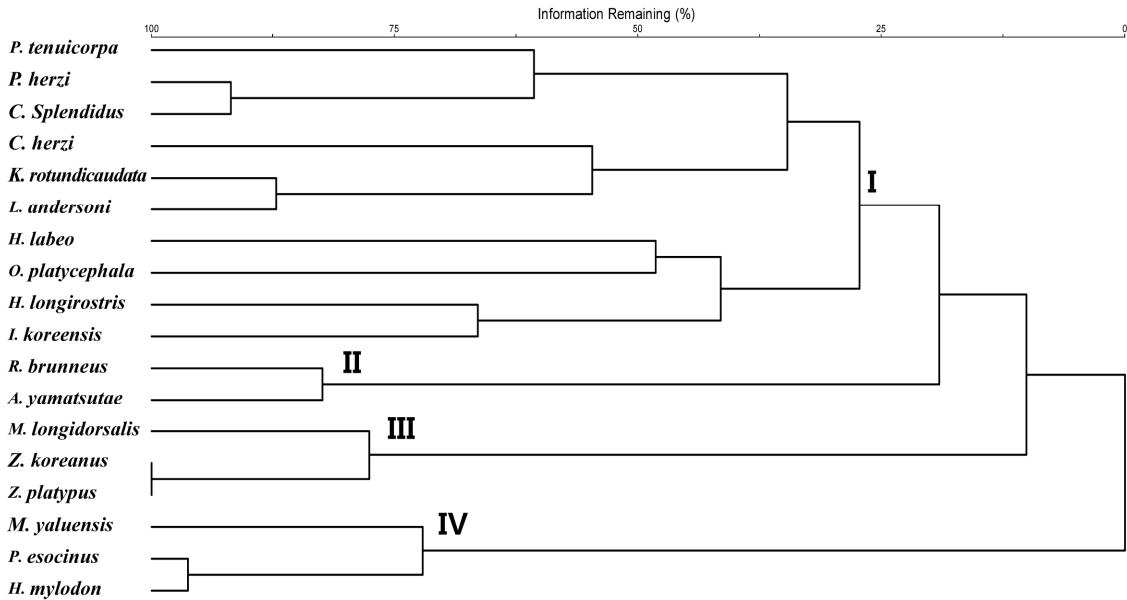 Information Remaining (%)
100 75 50 25 0
P. tenuicorpa
P. herzi
C. Splendidus
C. herzi
K. rotundicaudata
I
L. andersoni
H. labeo
O. platycephala
H. longirostris
I. koreensis
R. brunneus
II
A. yamatsutae
M. longidorsalis
III
Z. koreanus
Z. platypus
M. yaluensis
IV
P. esocinus
H. mylodon